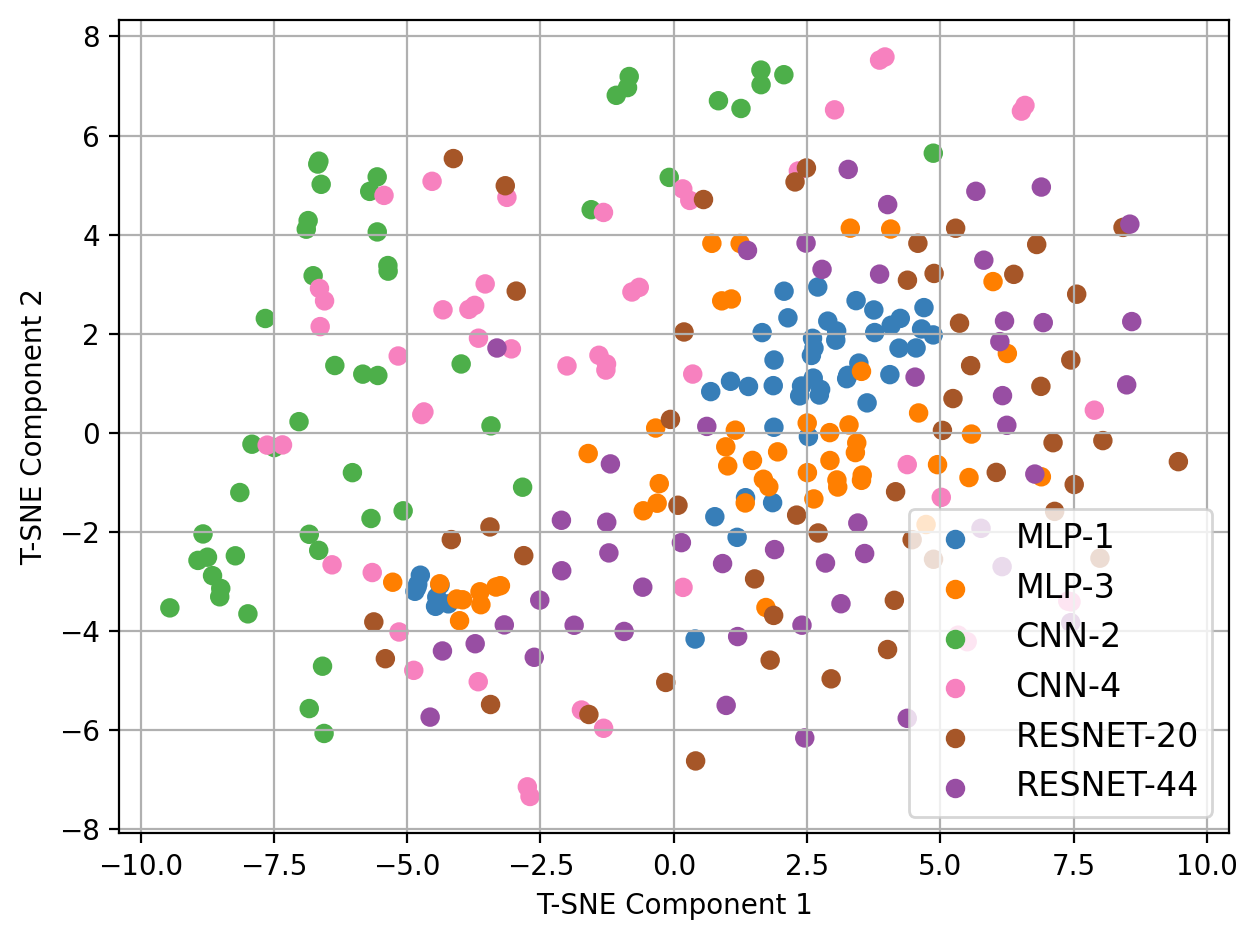 8
6
4
2
0
−2
−4
−6
−8
T-SNE Component 2
MLP-1
MLP-3
CNN-2
CNN-4
RESNET-20
RESNET-44
−10.0 −7.5 −5.0 −2.5 0.0 2.5 5.0 7.5 10.0
T-SNE Component 1